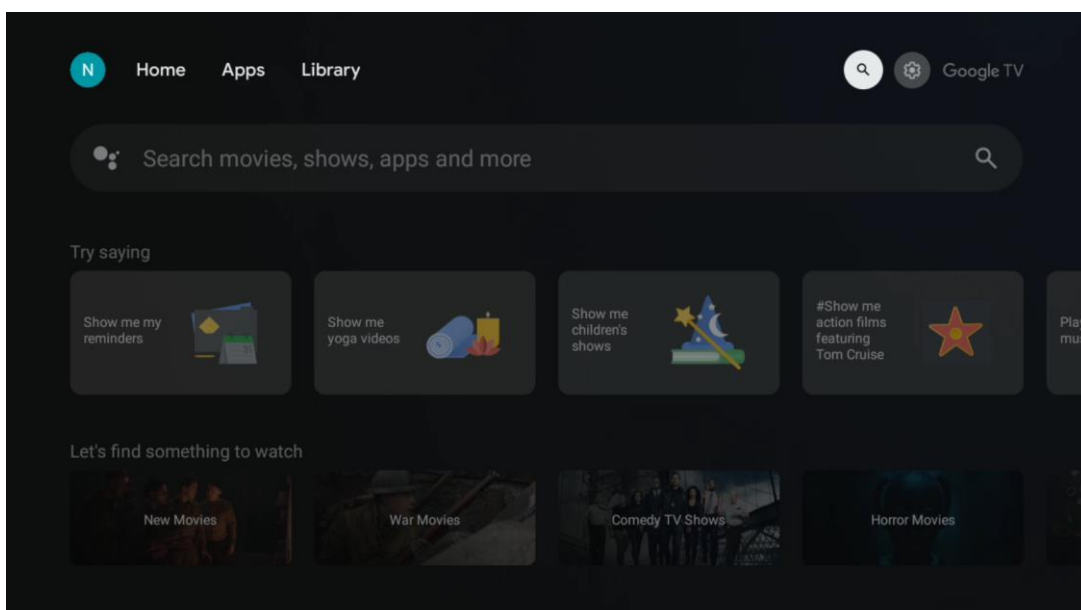 N Home Apps Library Google TV
Search movies, shows, apps and more
Try saying
Show me my
reminders
Show me
yoga videos
Show me
children's
shows
#Show me
action films
featuring
Tom Cruise
Let's find something to watch
New Movies
War Movies
Comedy TV Shows
Horror Movies